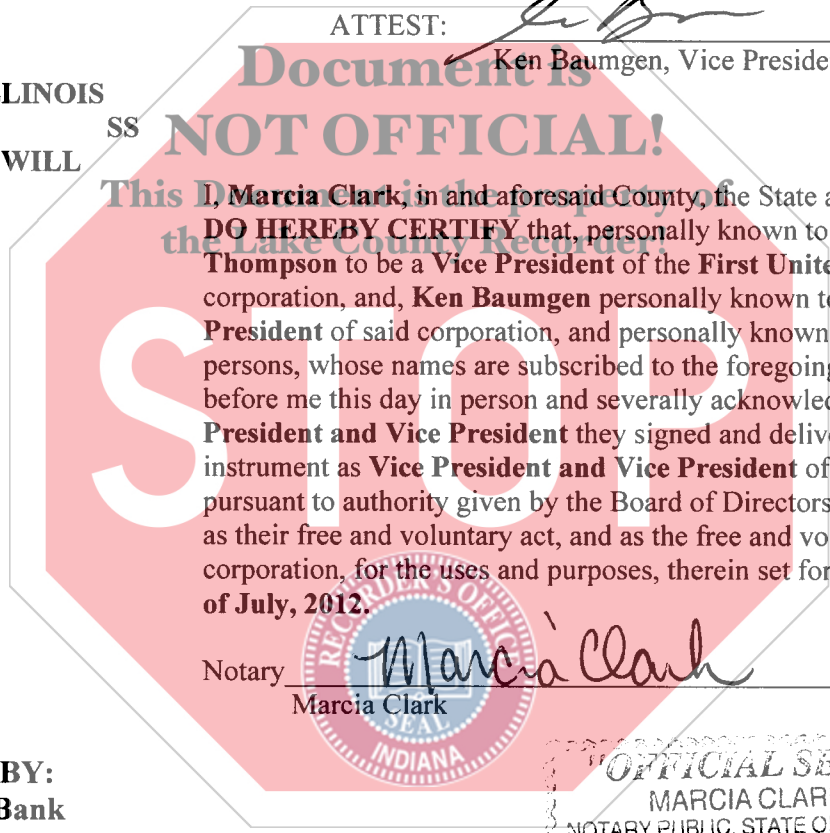 ATTEST:
Ken Baumgen, Vice Preside
LINOIS
SS
WILL
Document is
NOT OFFICIAL!
This Document is the property of
the Lake County Recorder!
STOP
I, Marcia Clark, in and aforesaid County, the State a
DO HEREBY CERTIFY that, personally known to
Thompson to be a Vice President of the First Unite
corporation, and, Ken Baumgen personally known to
President of said corporation, and personally known
persons, whose names are subscribed to the foregoing
before me this day in person and severally acknowled
President and Vice President they signed and delive
instrument as Vice President and Vice President of
pursuant to authority given by the Board of Directors
as their free and voluntary act, and as the free and vo
corporation, for the uses and purposes, therein set for
of July, 2012.
RECORDER'S OFFICE
SEAL
INDIANA
Notary Marcia Clark
Marcia Clark
BY:
Bank
"OFFICIAL SE
MARCIA CLAR
NOTARY PUBLIC, STATE O